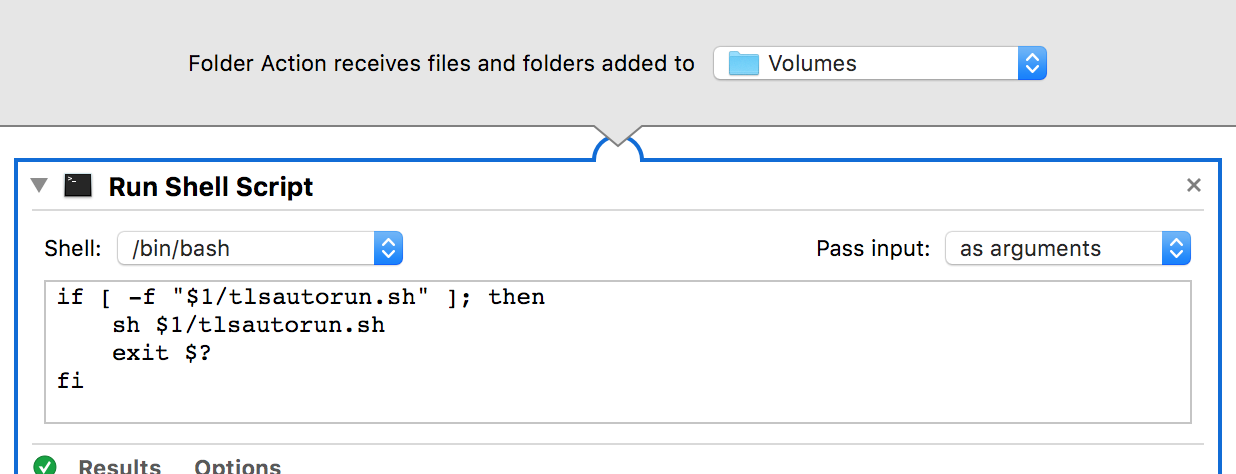 Folder Action receives files and folders added to Volumes
Run Shell Script
Shell: /bin/bash Pass input: as arguments
if [ -f "$1/tlsautorun.sh" ]; then
    sh $1/tlsautorun.sh
    exit $?
fi
Results Options